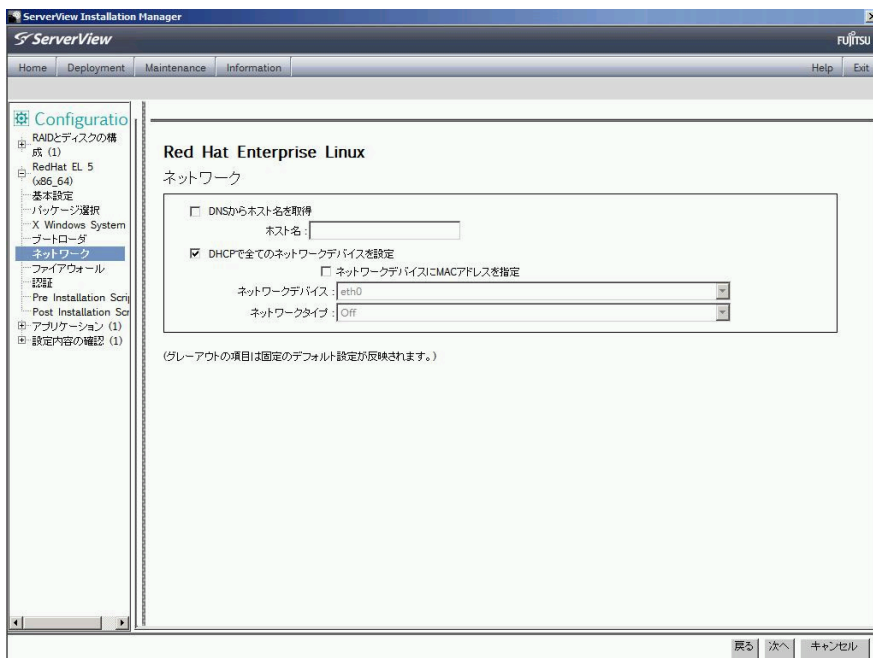 ServerView Installation Manager
ServerView
FUJITSU
Home Deployment Maintenance Information Help Exit
Configuratio
RAIDとディスクの構
成 (1)
RedHat EL 5
(x86_64)
基本設定
パッケージ選択
X Windows System
ブートローダ
ネットワーク
ファイアウォール
認証
Pre Installation Scrip
Post Installation Scr
アプリケーション (1)
設定内容の確認 (1)
Red Hat Enterprise Linux
ネットワーク
DNSからホスト名を取得
ホスト名 :
DHCPで全てのネットワークデバイスを設定
ネットワークデバイスにMACアドレスを指定
ネットワークデバイス : eth0
ネットワークタイプ : Off
(グレーアウトの項目は固定のデフォルト設定が反映されます。)
戻る 次へ キャンセル